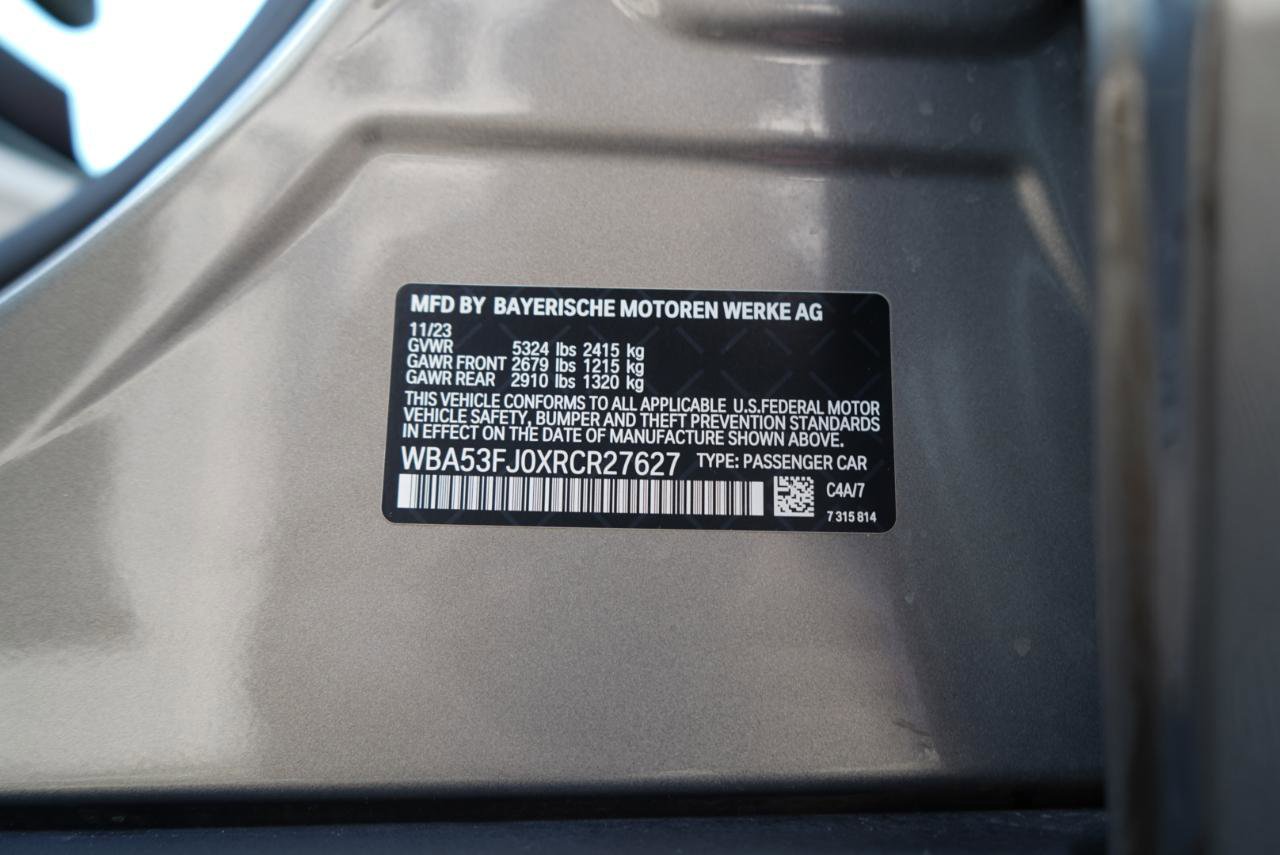 MFD BY BAYERISCHE MOTOREN WERKE AG
11/23
GVWR 5324 lbs 2415 kg
GAWR FRONT 2679 lbs 1215 kg
GAWR REAR 2910 lbs 1320 kg
THIS VEHICLE CONFORMS TO ALL APPLICABLE U.S.FEDERAL MOTOR
VEHICLE SAFETY, BUMPER AND THEFT PREVENTION STANDARDS
IN EFFECT ON THE DATE OF MANUFACTURE SHOWN ABOVE.
WBA53FJ0XRCR27627 TYPE: PASSENGER CAR
C4A/7
7 315 814